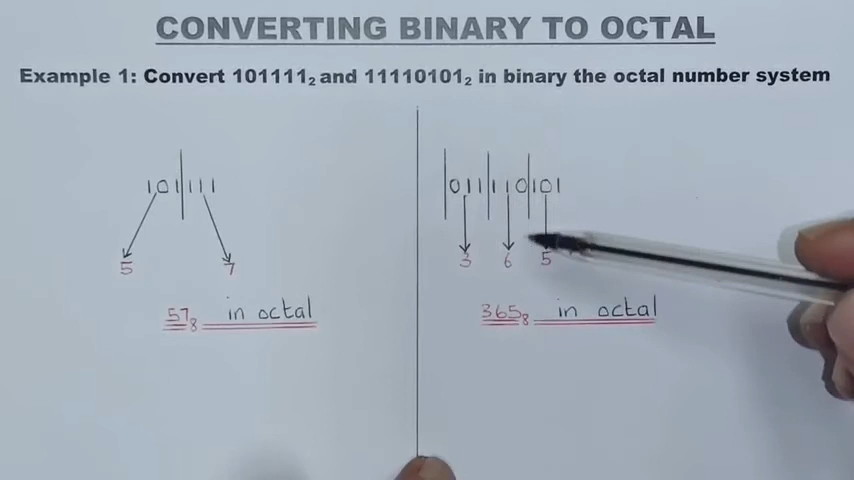 CONVERTING BINARY TO OCTAL
Example 1: Convert 101111₂ and 11110101₂ in binary the octal number system
101|111
5 7
57₈ in octal
|011|110|101
3 6 5
365₈ in octal